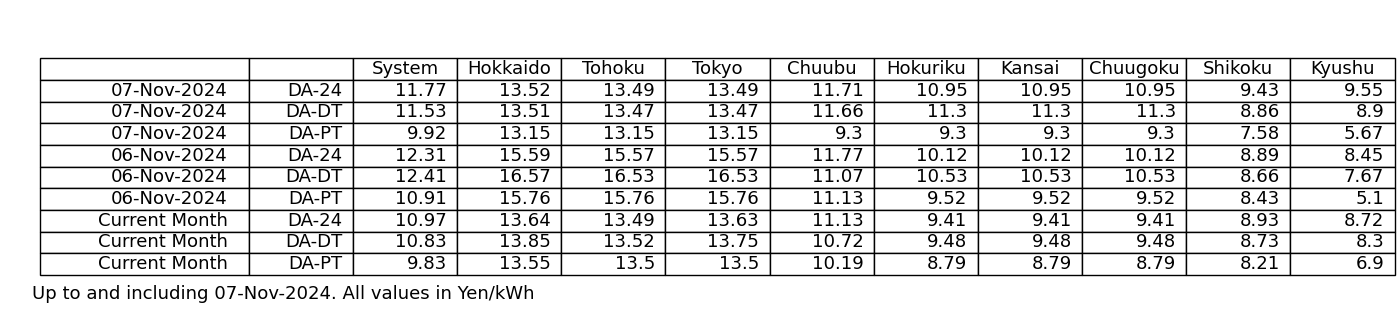 System Hokkaido Tohoku Tokyo Chuubu Hokuriku Kansai Chuugoku Shikoku Kyushu
07-Nov-2024 DA-24 11.77 13.52 13.49 13.49 11.71 10.95 10.95 10.95 9.43 9.55
07-Nov-2024 DA-DT 11.53 13.51 13.47 13.47 11.66 11.3 11.3 11.3 8.86 8.9
07-Nov-2024 DA-PT 9.92 13.15 13.15 13.15 9.3 9.3 9.3 9.3 7.58 5.67
06-Nov-2024 DA-24 12.31 15.59 15.57 15.57 11.77 10.12 10.12 10.12 8.89 8.45
06-Nov-2024 DA-DT 12.41 16.57 16.53 16.53 11.07 10.53 10.53 10.53 8.66 7.67
06-Nov-2024 DA-PT 10.91 15.76 15.76 15.76 11.13 9.52 9.52 9.52 8.43 5.1
Current Month DA-24 10.97 13.64 13.49 13.63 11.13 9.41 9.41 9.41 8.93 8.72
Current Month DA-DT 10.83 13.85 13.52 13.75 10.72 9.48 9.48 9.48 8.73 8.3
Current Month DA-PT 9.83 13.55 13.5 13.5 10.19 8.79 8.79 8.79 8.21 6.9
Up to and including 07-Nov-2024. All values in Yen/kWh